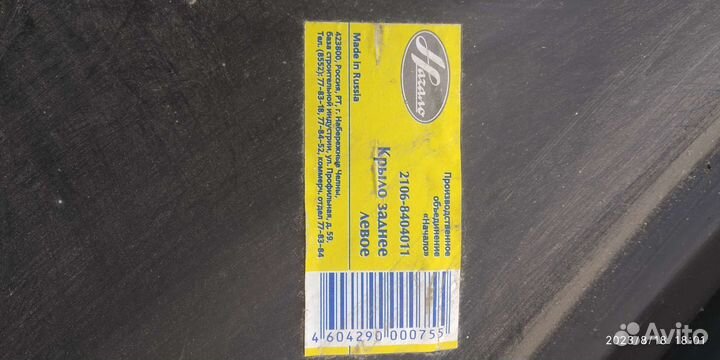 Начало
Производственное
объединение
«Начало»
2106-8404011
Крыло заднее
левое
Made in Russia
423800, Россия, РТ, г. Набережные Челны,
база строительной индустрии, ул. Профильная, д. 59.
Тел. (8552): 77-83-18, 77-84-52, коммерч. отдел 77-83-84
4 604290 000755
2023/8/18 18:01
Avito